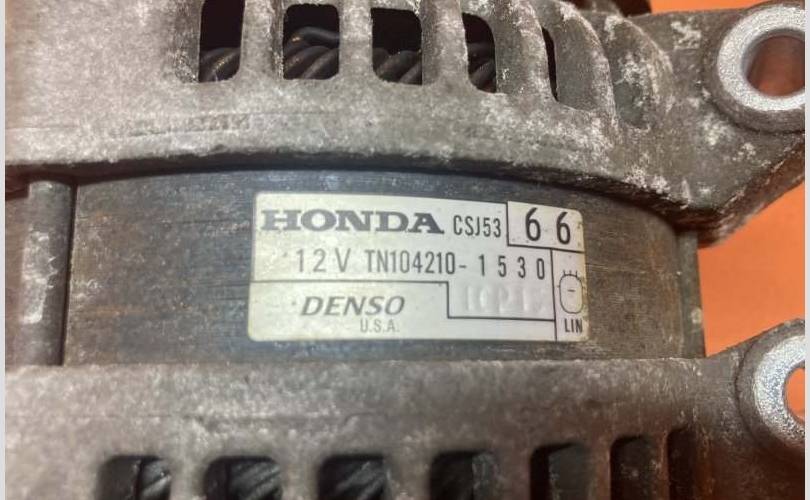 HONDA CSJ53 66
12V TN104210-1530
DENSO
U.S.A.
LIN